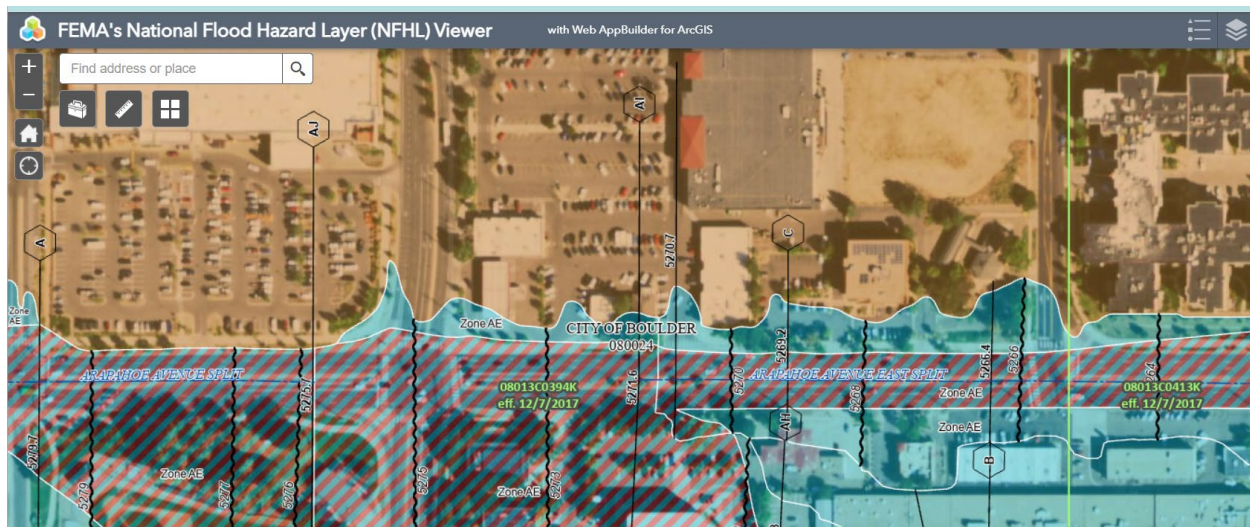 FEMA's National Flood Hazard Layer (NFHL) Viewer
with Web AppBuilder for ArcGIS
Find address or place
AJ
AI
A
C
5270.7
Zone
AE
Zone AE
CITY OF BOULDER
080024
5269.2
5266.4
5266
ARAPAHOE AVENUE SPLIT
5271.6
5270
ARAPAHOE AVENUE EAST SPLIT
5268
08013C0394K
eff. 12/7/2017
Zone AE
08013C0413K
eff. 12/7/2017
AH
Zone AE
5279.7
5279
Zone AE
5277
5276
5275
Zone AE
5273
B